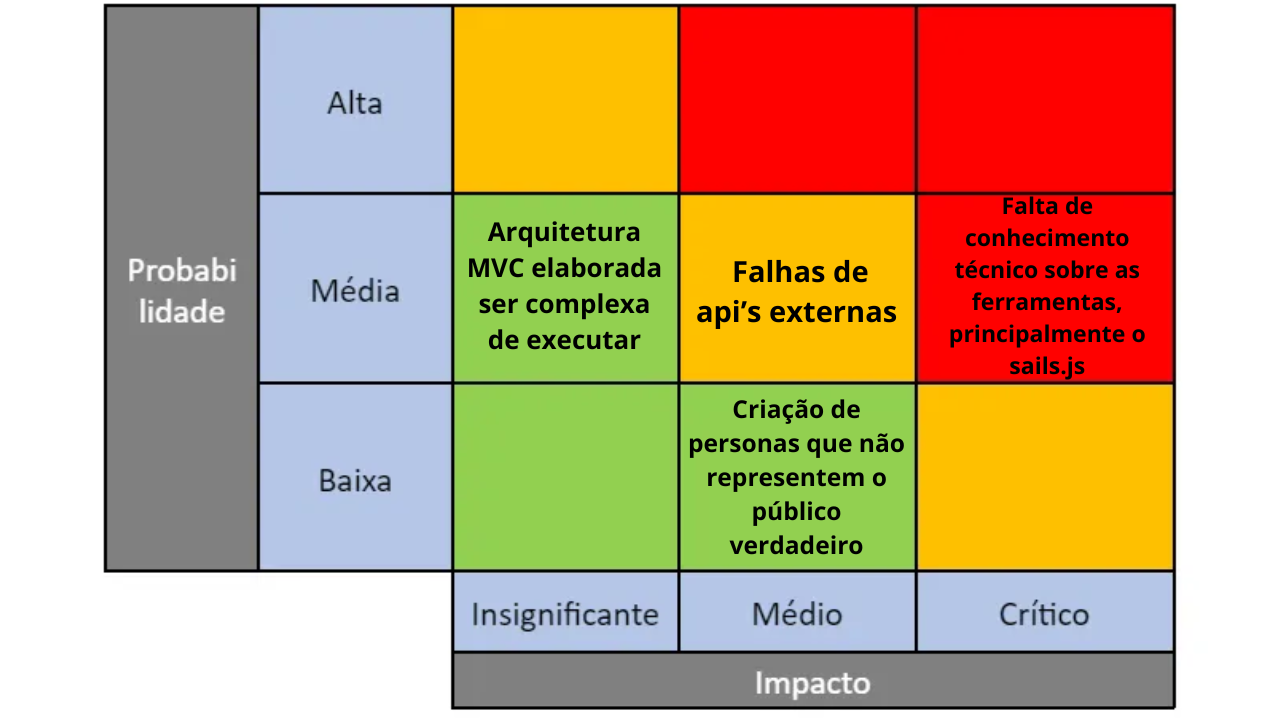 Alta
Probabi
lidade
Média
Arquitetura
MVC elaborada
ser complexa
de executar
Falhas de
api’s externas
Falta de
conhecimento
técnico sobre as
ferramentas,
principalmente o
sails.js
Baixa
Criação de
personas que não
representem o
público
verdadeiro
Insignificante
Médio
Crítico
Impacto